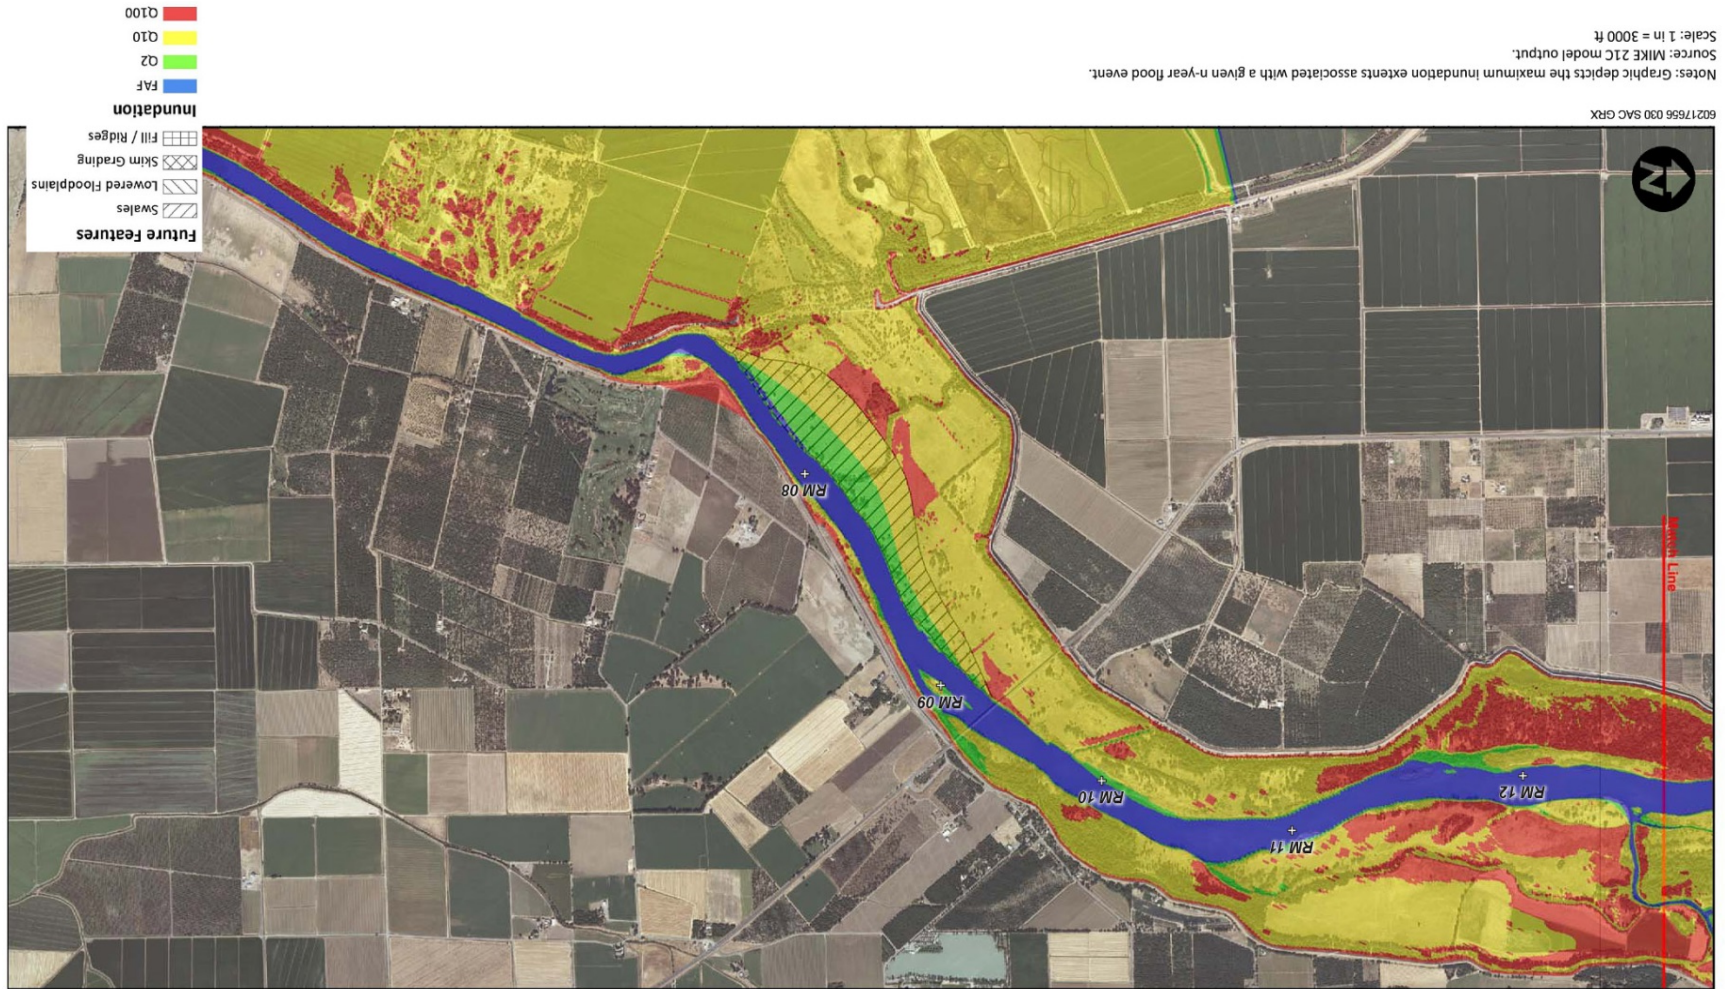 RM 11
RM 10
RM 12
RM 09
Match Line
RM 08
N
60217656 030 SAC GRX
Notes: Graphic depicts the maximum inundation extents associated with a given n-year flood event.
Source: MIKE 21C model output.
Scale: 1 in = 3000 ft
Future Features
Swales
Lowered Floodplains
Skim Grading
Fill / Ridges
Inundation
FAF
Q2
Q10
Q100